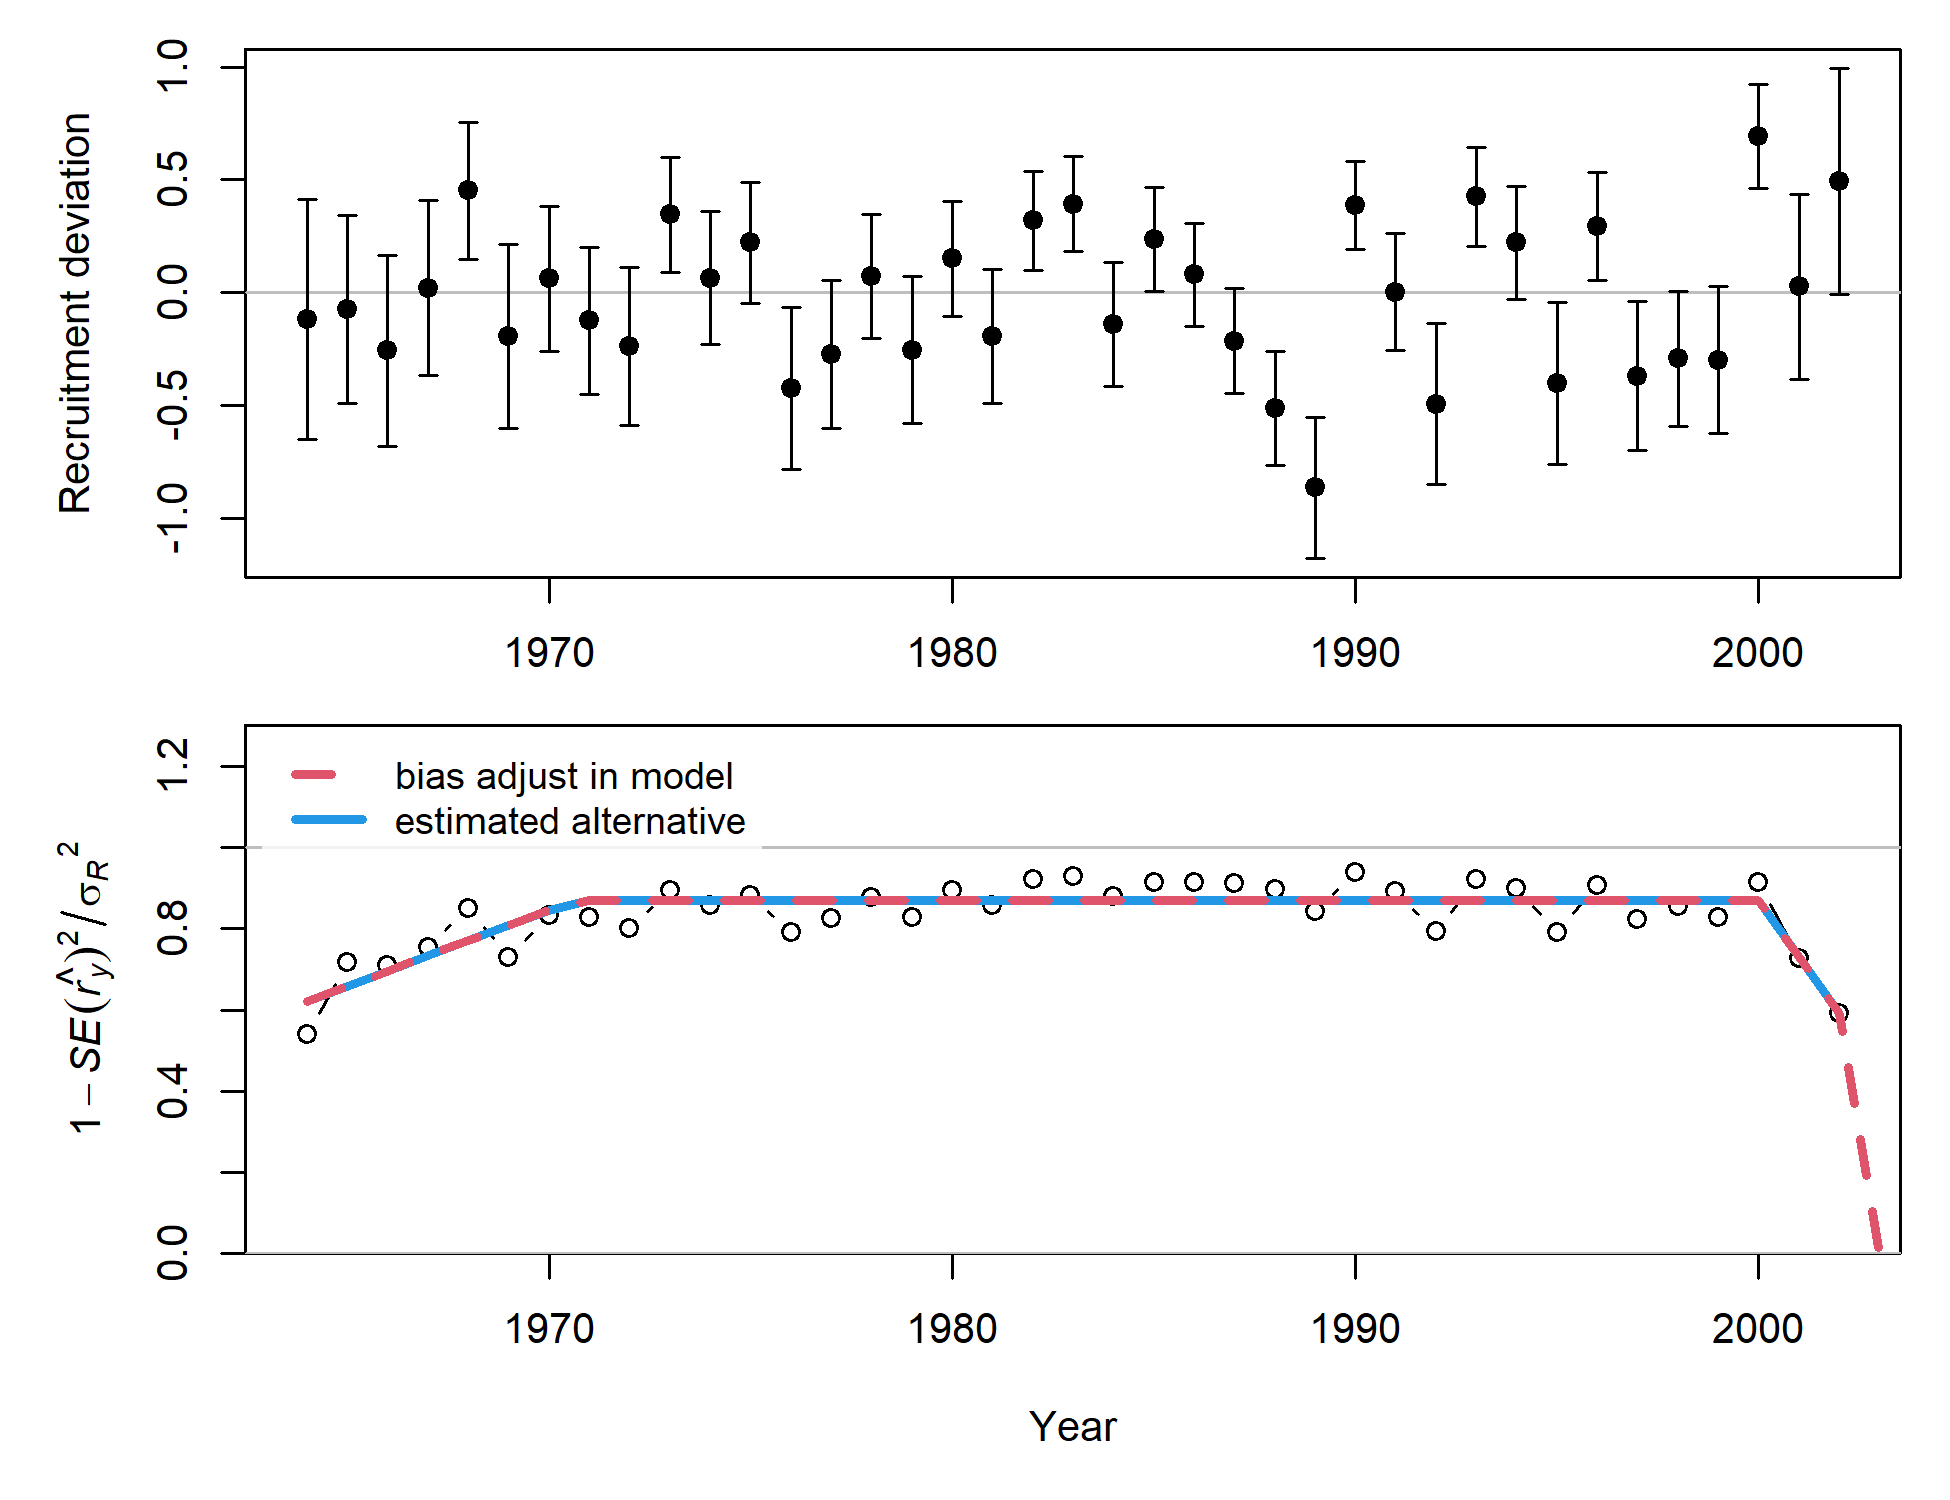 Recruitment deviation
1.0
0.5
0.0
-0.5
-1.0
1970 1980 1990 2000
bias adjust in model
estimated alternative
1 − SE(r̂_y)² / σ_R²
1.2
0.8
0.4
0.0
1970 1980 1990 2000
Year